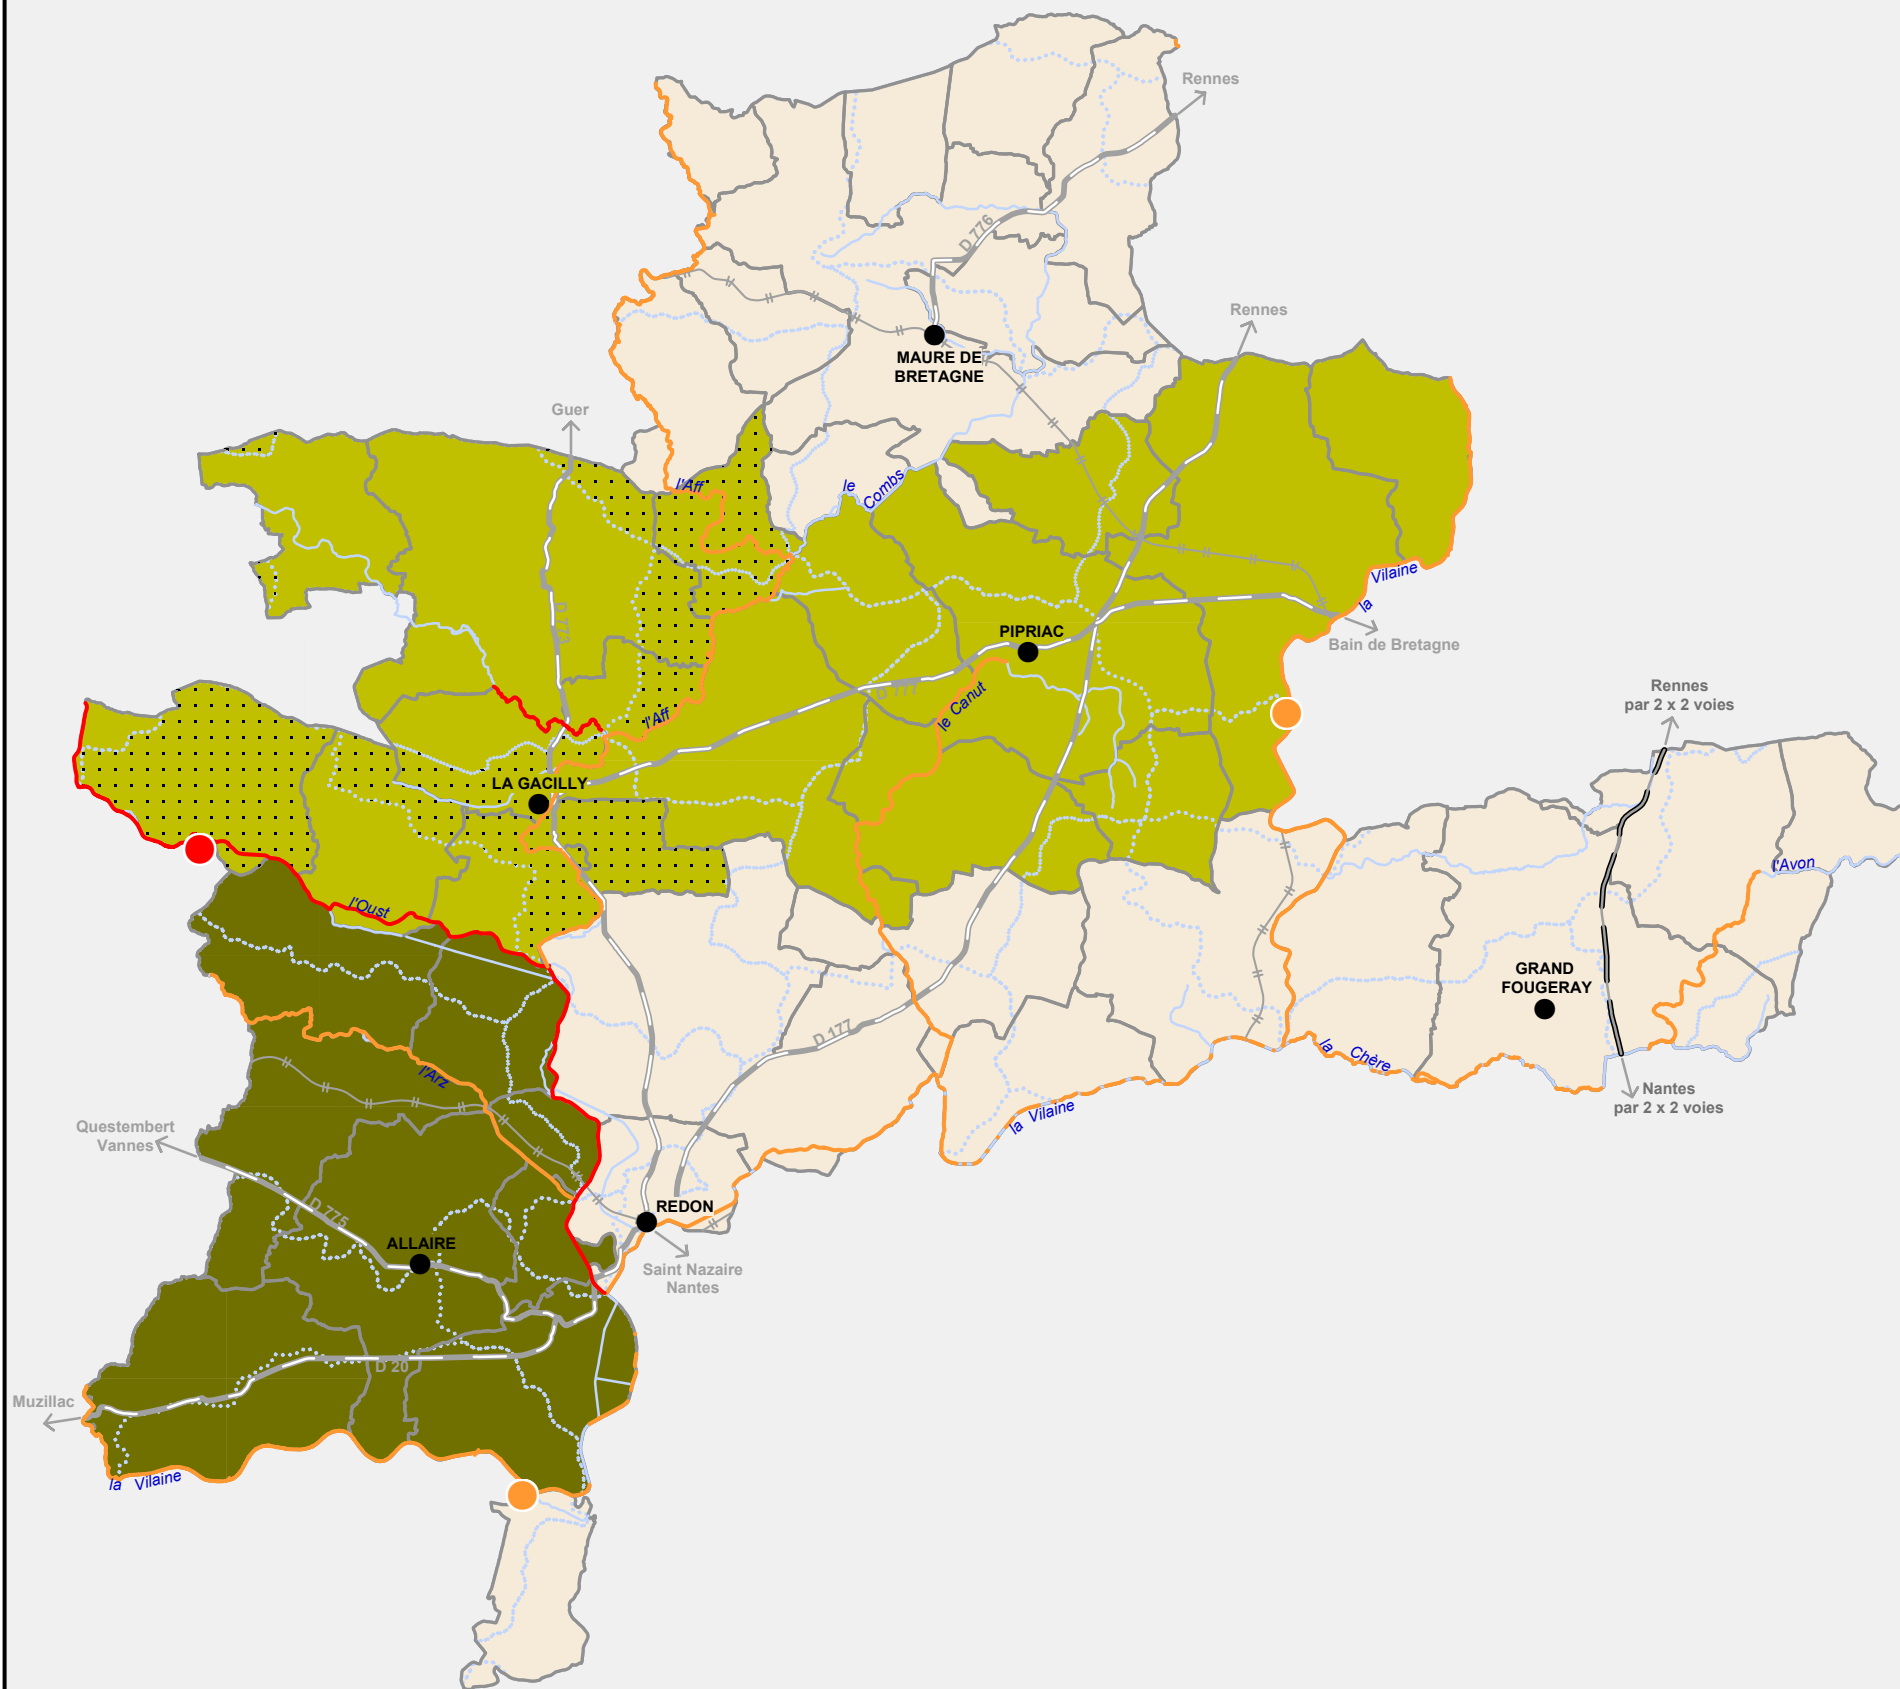 Rennes
D 776
MAURE DE
BRETAGNE
Rennes
Guer
l'Aff
le
Combs
Vilaine
la
D 773
PIPRIAC
Bain de Bretagne
D 777
le Canut
l'Aff
Rennes
par 2 x 2 voies
LA GACILLY
l'Avon
l'Oust
GRAND
FOUGERAY
D 177
la
Chère
l'Arz
Nantes
par 2 x 2 voies
la Vilaine
Questembert
Vannes
D 775
REDON
ALLAIRE
Saint Nazaire
Nantes
D 20
Muzillac
la Vilaine